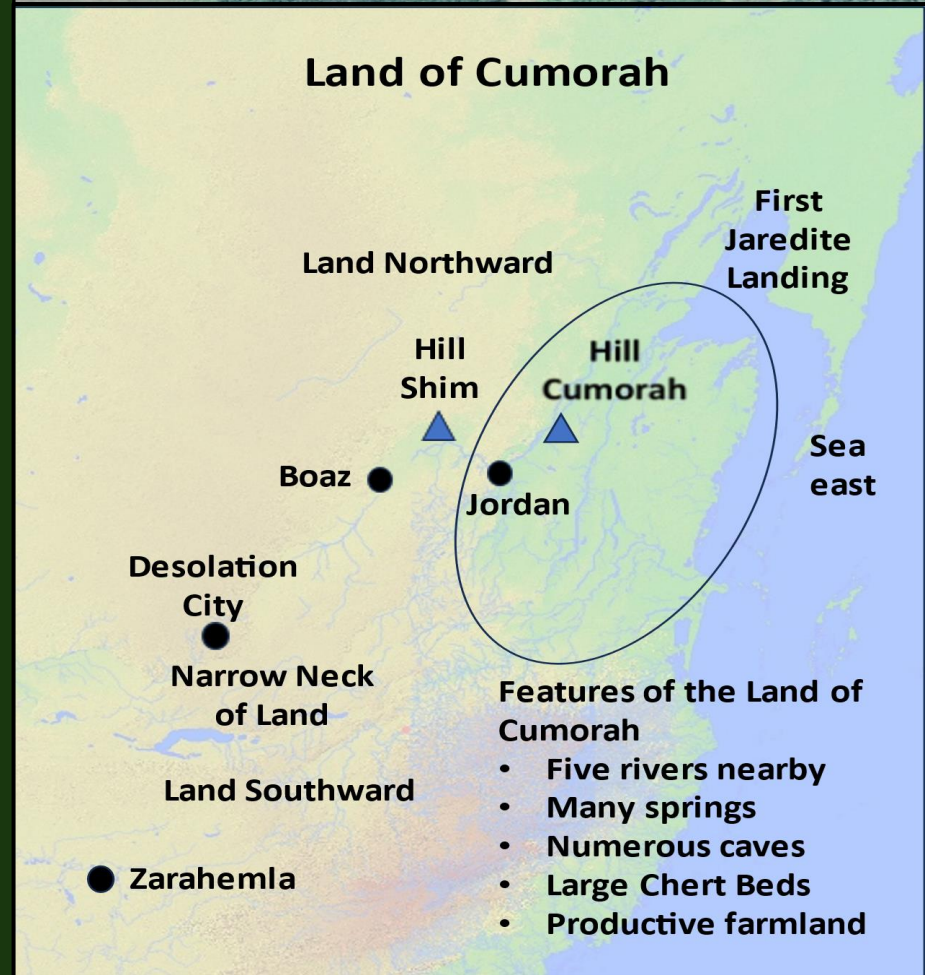 Land of Cumorah
First
Jaredite
Landing
Land Northward
Hill
Shim
Hill
Cumorah
Sea
east
Boaz
Jordan
Desolation
City
Narrow Neck
of Land
Features of the Land of
Cumorah
• Five rivers nearby
• Many springs
• Numerous caves
• Large Chert Beds
• Productive farmland
Land Southward
Zarahemla